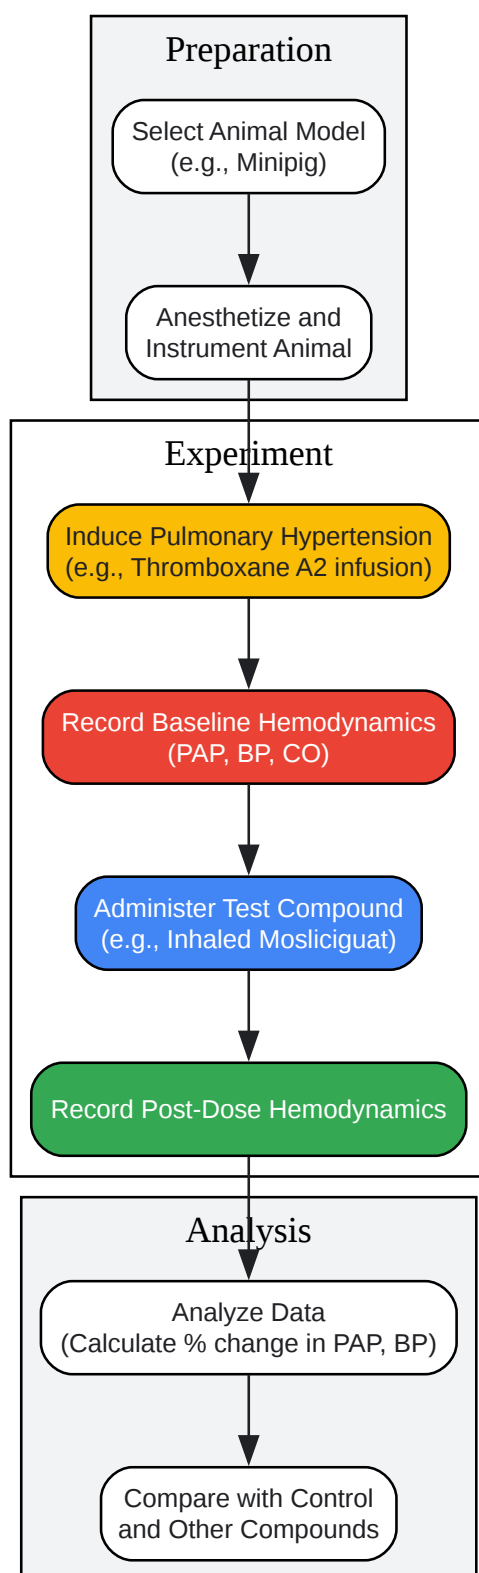 Preparation
Select Animal Model
(e.g., Minipig)
Anesthetize and
Instrument Animal
Experiment
Induce Pulmonary Hypertension
(e.g., Thromboxane A2 infusion)
Record Baseline Hemodynamics
(PAP, BP, CO)
Administer Test Compound
(e.g., Inhaled Mosliciguat)
Record Post-Dose Hemodynamics
Analysis
Analyze Data
(Calculate % change in PAP, BP)
Compare with Control
and Other Compounds